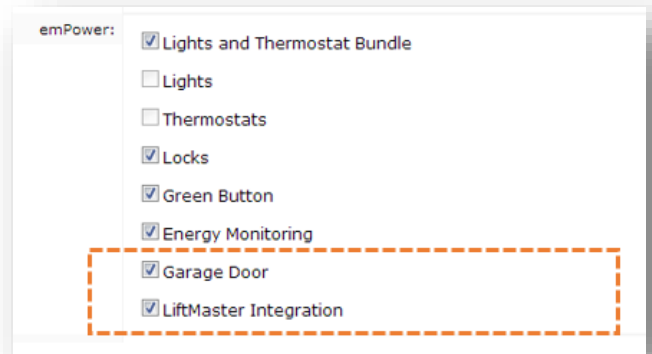 emPower:
Lights and Thermostat Bundle
Lights
Thermostats
Locks
Green Button
Energy Monitoring
Garage Door
LiftMaster Integration